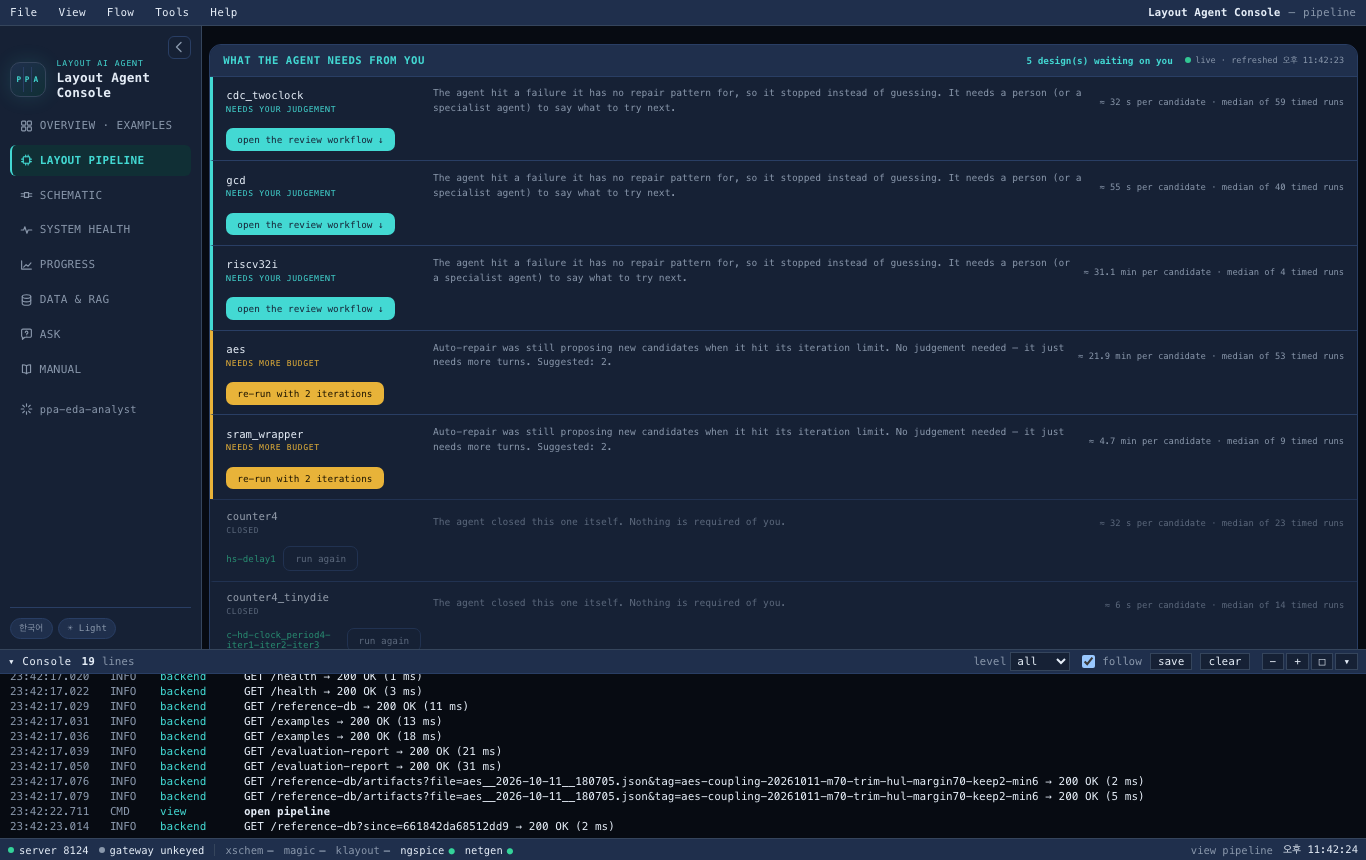 File View Flow Tools Help
Layout Agent Console — pipeline
LAYOUT AI AGENT
PPA
Layout Agent
Console
OVERVIEW · EXAMPLES
LAYOUT PIPELINE
SCHEMATIC
SYSTEM HEALTH
PROGRESS
DATA & RAG
ASK
MANUAL
ppa-eda-analyst
한국어
☀ Light
WHAT THE AGENT NEEDS FROM YOU
5 design(s) waiting on you
live · refreshed 오후 11:42:23
cdc_twoclock
NEEDS YOUR JUDGEMENT
The agent hit a failure it has no repair pattern for, so it stopped instead of guessing. It needs a person (or a
specialist agent) to say what to try next.
≈ 32 s per candidate · median of 59 timed runs
open the review workflow ↓
gcd
NEEDS YOUR JUDGEMENT
The agent hit a failure it has no repair pattern for, so it stopped instead of guessing. It needs a person (or a
specialist agent) to say what to try next.
≈ 55 s per candidate · median of 40 timed runs
open the review workflow ↓
riscv32i
NEEDS YOUR JUDGEMENT
The agent hit a failure it has no repair pattern for, so it stopped instead of guessing. It needs a person (or
a specialist agent) to say what to try next.
≈ 31.1 min per candidate · median of 4 timed runs
open the review workflow ↓
aes
NEEDS MORE BUDGET
Auto-repair was still proposing new candidates when it hit its iteration limit. No judgement needed — it just
needs more turns. Suggested: 2.
≈ 21.9 min per candidate · median of 53 timed runs
re-run with 2 iterations
sram_wrapper
NEEDS MORE BUDGET
Auto-repair was still proposing new candidates when it hit its iteration limit. No judgement needed — it just
needs more turns. Suggested: 2.
≈ 4.7 min per candidate · median of 9 timed runs
re-run with 2 iterations
counter4
CLOSED
The agent closed this one itself. Nothing is required of you.
≈ 32 s per candidate · median of 23 timed runs
hs-delay1
run again
counter4_tinydie
CLOSED
The agent closed this one itself. Nothing is required of you.
≈ 6 s per candidate · median of 14 timed runs
c-hd-clock_period4-
iter1-iter2-iter3
run again
▾ Console 19 lines
level all follow save clear − + □ ▾
23:42:17.020 INFO backend GET /health → 200 OK (1 ms)
23:42:17.022 INFO backend GET /health → 200 OK (3 ms)
23:42:17.029 INFO backend GET /reference-db → 200 OK (11 ms)
23:42:17.031 INFO backend GET /examples → 200 OK (13 ms)
23:42:17.036 INFO backend GET /examples → 200 OK (18 ms)
23:42:17.039 INFO backend GET /evaluation-report → 200 OK (21 ms)
23:42:17.050 INFO backend GET /evaluation-report → 200 OK (31 ms)
23:42:17.076 INFO backend GET /reference-db/artifacts?file=aes__2026-10-11__180705.json&tag=aes-coupling-20261011-m70-trim-hul-margin70-keep2-min6 → 200 OK (2 ms)
23:42:17.079 INFO backend GET /reference-db/artifacts?file=aes__2026-10-11__180705.json&tag=aes-coupling-20261011-m70-trim-hul-margin70-keep2-min6 → 200 OK (5 ms)
23:42:22.711 CMD view open pipeline
23:42:23.014 INFO backend GET /reference-db?since=661842da68512dd9 → 200 OK (2 ms)
server 8124 gateway unkeyed xschem — magic — klayout — ngspice netgen
view pipeline 오후 11:42:24